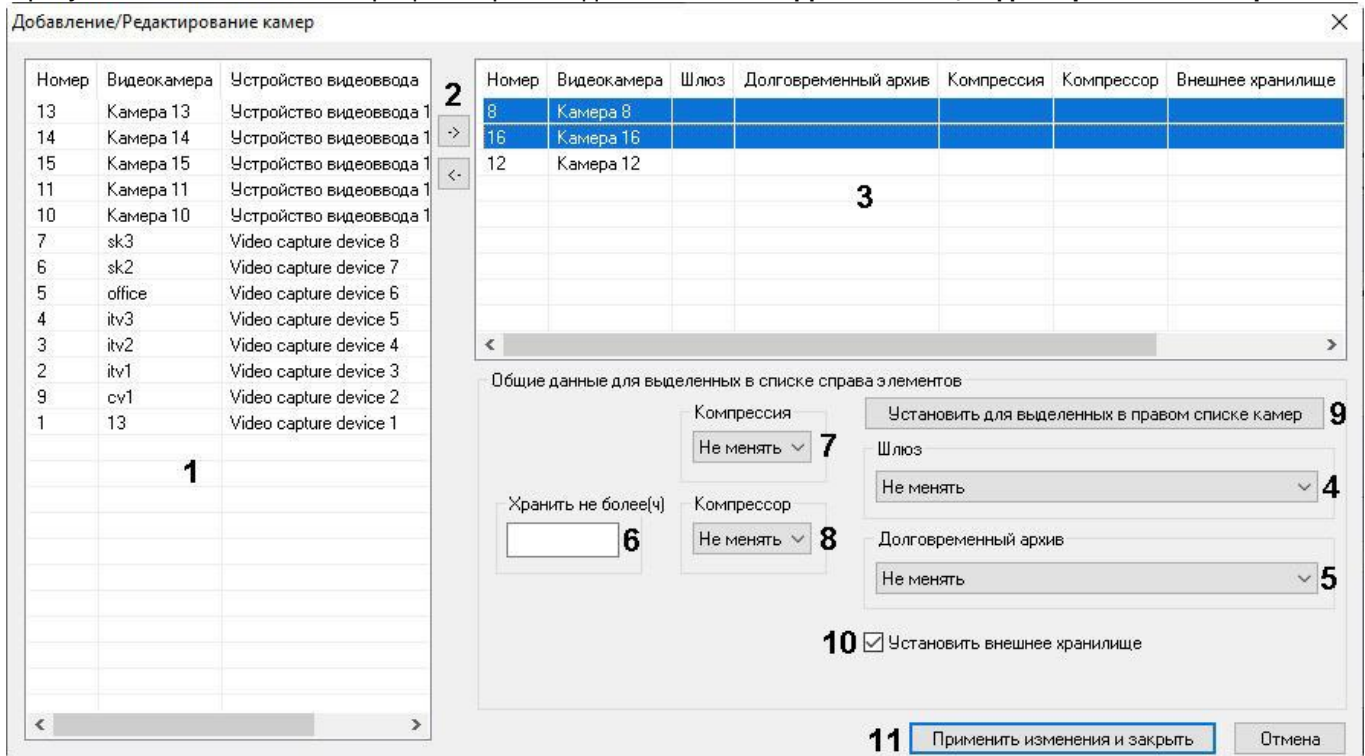 Добавление/Редактирование камер
Номер Видеокамера Устройство видеоввода
13 Камера 13 Устройство видеоввода 1
14 Камера 14 Устройство видеоввода 1
15 Камера 15 Устройство видеоввода 1
11 Камера 11 Устройство видеоввода 1
10 Камера 10 Устройство видеоввода 1
7 sk3 Video capture device 8
6 sk2 Video capture device 7
5 office Video capture device 6
4 itv3 Video capture device 5
3 itv2 Video capture device 4
2 itv1 Video capture device 3
9 cv1 Video capture device 2
1 13 Video capture device 1
1
2
->
<-
Номер Видеокамера Шлюз Долговременный архив Компрессия Компрессор Внешнее хранилище
8 Камера 8
16 Камера 16
12 Камера 12
3
Общие данные для выделенных в списке справа элементов
Компрессия
Не менять 7
Установить для выделенных в правом списке камер 9
Шлюз
Не менять 4
Хранить не более(ч)
6
Компрессор
Не менять 8
Долговременный архив
Не менять 5
10 Установить внешнее хранилище
11 Применить изменения и закрыть Отмена